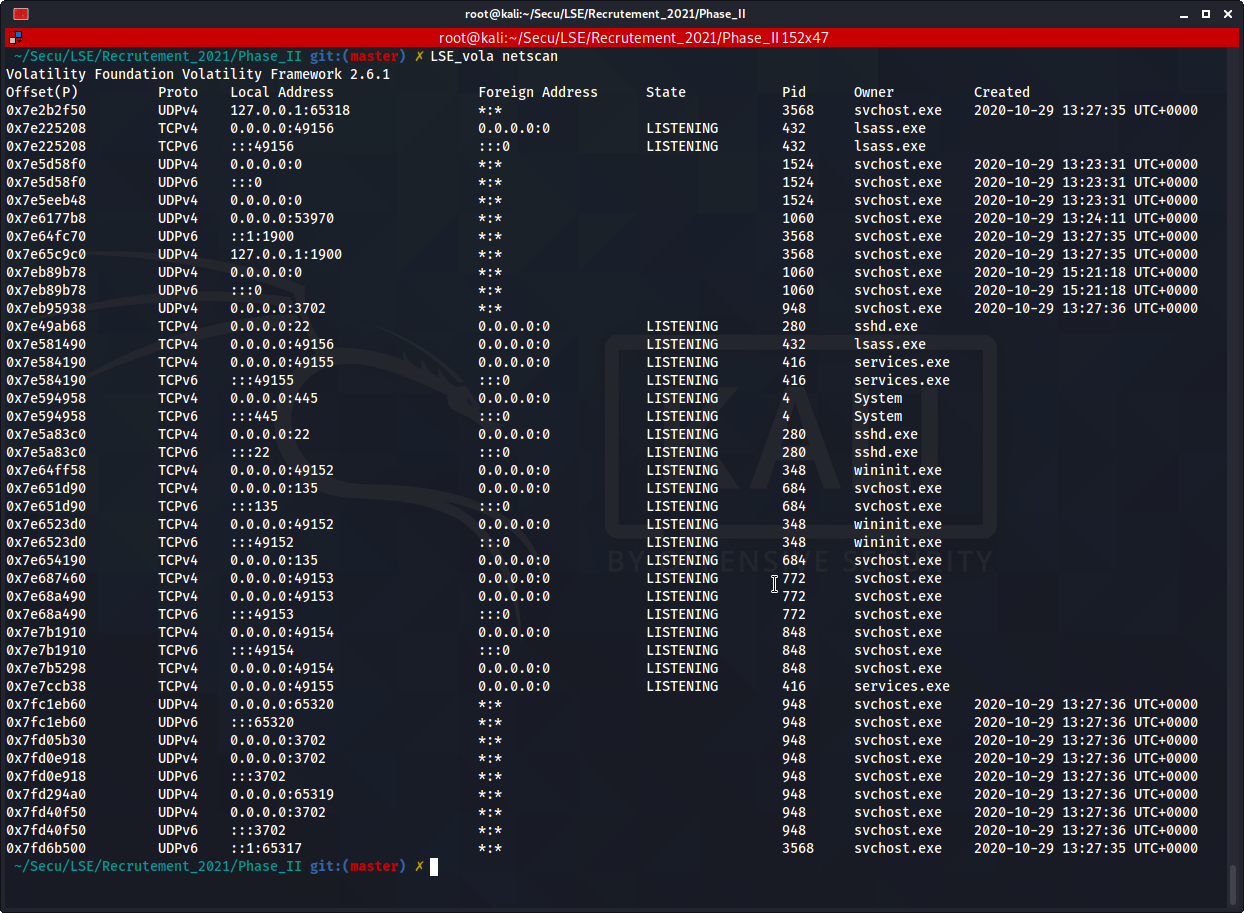 root@kali:~/Secu/LSE/Recrutement_2021/Phase_II
root@kali:~/Secu/LSE/Recrutement_2021/Phase_II 152x47
~/Secu/LSE/Recrutement_2021/Phase_II git:(master) ✗ LSE_vola netscan
Volatility Foundation Volatility Framework 2.6.1
Offset(P) Proto Local Address Foreign Address State Pid Owner Created
0x7e2b2f50 UDPv4 127.0.0.1:65318 *:* 3568 svchost.exe 2020-10-29 13:27:35 UTC+0000
0x7e225208 TCPv4 0.0.0.0:49156 0.0.0.0:0 LISTENING 432 lsass.exe
0x7e225208 TCPv6 :::49156 :::0 LISTENING 432 lsass.exe
0x7e5d58f0 UDPv4 0.0.0.0:0 *:* 1524 svchost.exe 2020-10-29 13:23:31 UTC+0000
0x7e5d58f0 UDPv6 :::0 *:* 1524 svchost.exe 2020-10-29 13:23:31 UTC+0000
0x7e5eeb48 UDPv4 0.0.0.0:0 *:* 1524 svchost.exe 2020-10-29 13:23:31 UTC+0000
0x7e6177b8 UDPv4 0.0.0.0:53970 *:* 1060 svchost.exe 2020-10-29 13:24:11 UTC+0000
0x7e64fc70 UDPv6 ::1:1900 *:* 3568 svchost.exe 2020-10-29 13:27:35 UTC+0000
0x7e65c9c0 UDPv4 127.0.0.1:1900 *:* 3568 svchost.exe 2020-10-29 13:27:35 UTC+0000
0x7eb89b78 UDPv4 0.0.0.0:0 *:* 1060 svchost.exe 2020-10-29 15:21:18 UTC+0000
0x7eb89b78 UDPv6 :::0 *:* 1060 svchost.exe 2020-10-29 15:21:18 UTC+0000
0x7eb95938 UDPv4 0.0.0.0:3702 *:* 948 svchost.exe 2020-10-29 13:27:36 UTC+0000
0x7e49ab68 TCPv4 0.0.0.0:22 0.0.0.0:0 LISTENING 280 sshd.exe
0x7e581490 TCPv4 0.0.0.0:49156 0.0.0.0:0 LISTENING 432 lsass.exe
0x7e584190 TCPv4 0.0.0.0:49155 0.0.0.0:0 LISTENING 416 services.exe
0x7e584190 TCPv6 :::49155 :::0 LISTENING 416 services.exe
0x7e594958 TCPv4 0.0.0.0:445 0.0.0.0:0 LISTENING 4 System
0x7e594958 TCPv6 :::445 :::0 LISTENING 4 System
0x7e5a83c0 TCPv4 0.0.0.0:22 0.0.0.0:0 LISTENING 280 sshd.exe
0x7e5a83c0 TCPv6 :::22 :::0 LISTENING 280 sshd.exe
0x7e64ff58 TCPv4 0.0.0.0:49152 0.0.0.0:0 LISTENING 348 wininit.exe
0x7e651d90 TCPv4 0.0.0.0:135 0.0.0.0:0 LISTENING 684 svchost.exe
0x7e651d90 TCPv6 :::135 :::0 LISTENING 684 svchost.exe
0x7e6523d0 TCPv4 0.0.0.0:49152 0.0.0.0:0 LISTENING 348 wininit.exe
0x7e6523d0 TCPv6 :::49152 :::0 LISTENING 348 wininit.exe
0x7e654190 TCPv4 0.0.0.0:135 0.0.0.0:0 LISTENING 684 svchost.exe
0x7e687460 TCPv4 0.0.0.0:49153 0.0.0.0:0 LISTENING 772 svchost.exe
0x7e68a490 TCPv4 0.0.0.0:49153 0.0.0.0:0 LISTENING 772 svchost.exe
0x7e68a490 TCPv6 :::49153 :::0 LISTENING 772 svchost.exe
0x7e7b1910 TCPv4 0.0.0.0:49154 0.0.0.0:0 LISTENING 848 svchost.exe
0x7e7b1910 TCPv6 :::49154 :::0 LISTENING 848 svchost.exe
0x7e7b5298 TCPv4 0.0.0.0:49154 0.0.0.0:0 LISTENING 848 svchost.exe
0x7e7ccb38 TCPv4 0.0.0.0:49155 0.0.0.0:0 LISTENING 416 services.exe
0x7fc1eb60 UDPv4 0.0.0.0:65320 *:* 948 svchost.exe 2020-10-29 13:27:36 UTC+0000
0x7fc1eb60 UDPv6 :::65320 *:* 948 svchost.exe 2020-10-29 13:27:36 UTC+0000
0x7fd05b30 UDPv4 0.0.0.0:3702 *:* 948 svchost.exe 2020-10-29 13:27:36 UTC+0000
0x7fd0e918 UDPv4 0.0.0.0:3702 *:* 948 svchost.exe 2020-10-29 13:27:36 UTC+0000
0x7fd0e918 UDPv6 :::3702 *:* 948 svchost.exe 2020-10-29 13:27:36 UTC+0000
0x7fd294a0 UDPv4 0.0.0.0:65319 *:* 948 svchost.exe 2020-10-29 13:27:36 UTC+0000
0x7fd40f50 UDPv4 0.0.0.0:3702 *:* 948 svchost.exe 2020-10-29 13:27:36 UTC+0000
0x7fd40f50 UDPv6 :::3702 *:* 948 svchost.exe 2020-10-29 13:27:36 UTC+0000
0x7fd6b500 UDPv6 ::1:65317 *:* 3568 svchost.exe 2020-10-29 13:27:35 UTC+0000
~/Secu/LSE/Recrutement_2021/Phase_II git:(master) ✗
KALI
BY OFFENSIVE SECURITY